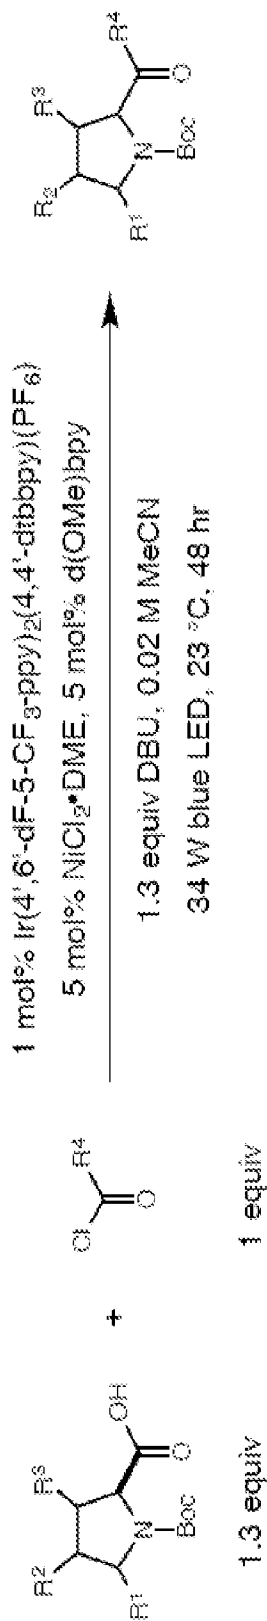 R² R³ OH O N Boc R¹
1.3 equiv
+
Cl R⁴ O
1 equiv
1 mol% Ir(4',6'-dF-5-CF₃-ppy)₂(4,4'-dtbbpy)(PF₆)
5 mol% NiCl₂•DME, 5 mol% d(OMe)bpy
1.3 equiv DBU, 0.02 M MeCN
34 W blue LED, 23 °C, 48 hr
R₂ R³ R⁴ O N Boc R¹